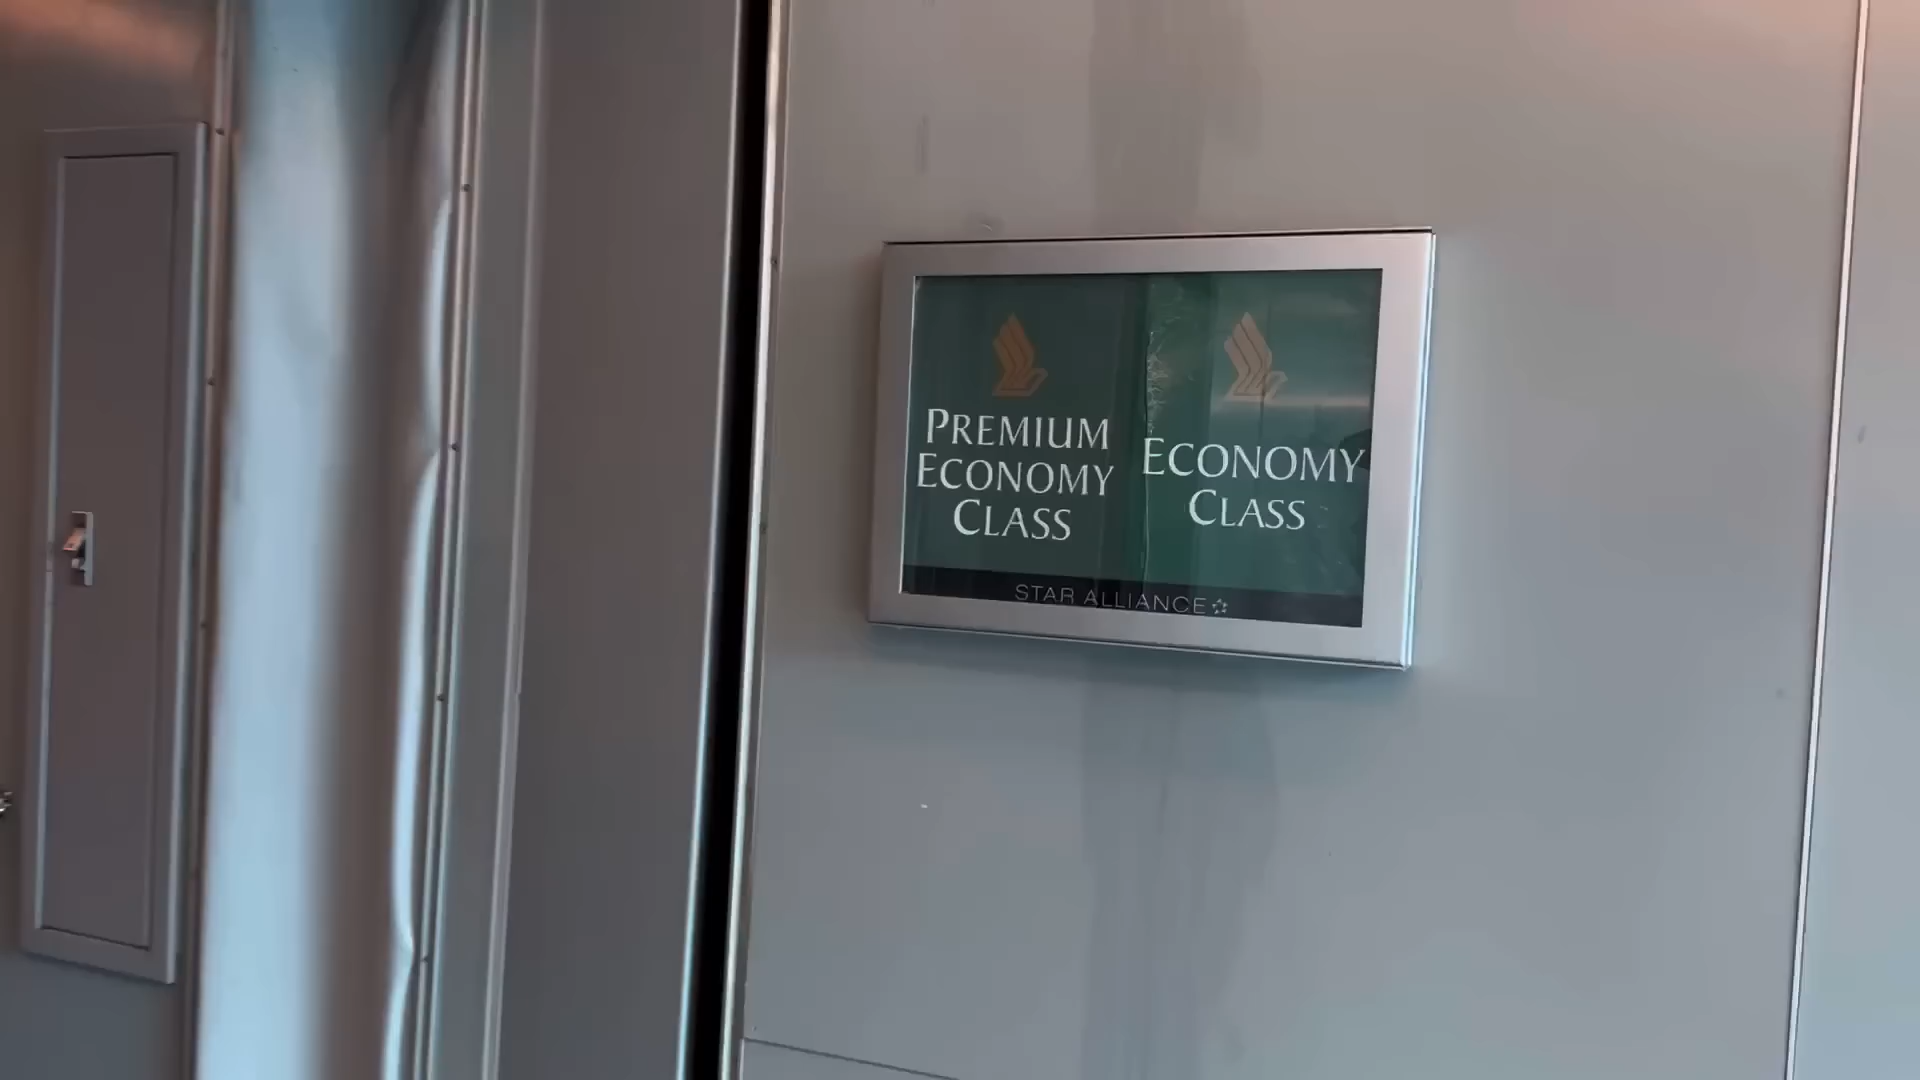 PREMIUM
ECONOMY
CLASS
ECONOMY
CLASS
STAR ALLIANCE